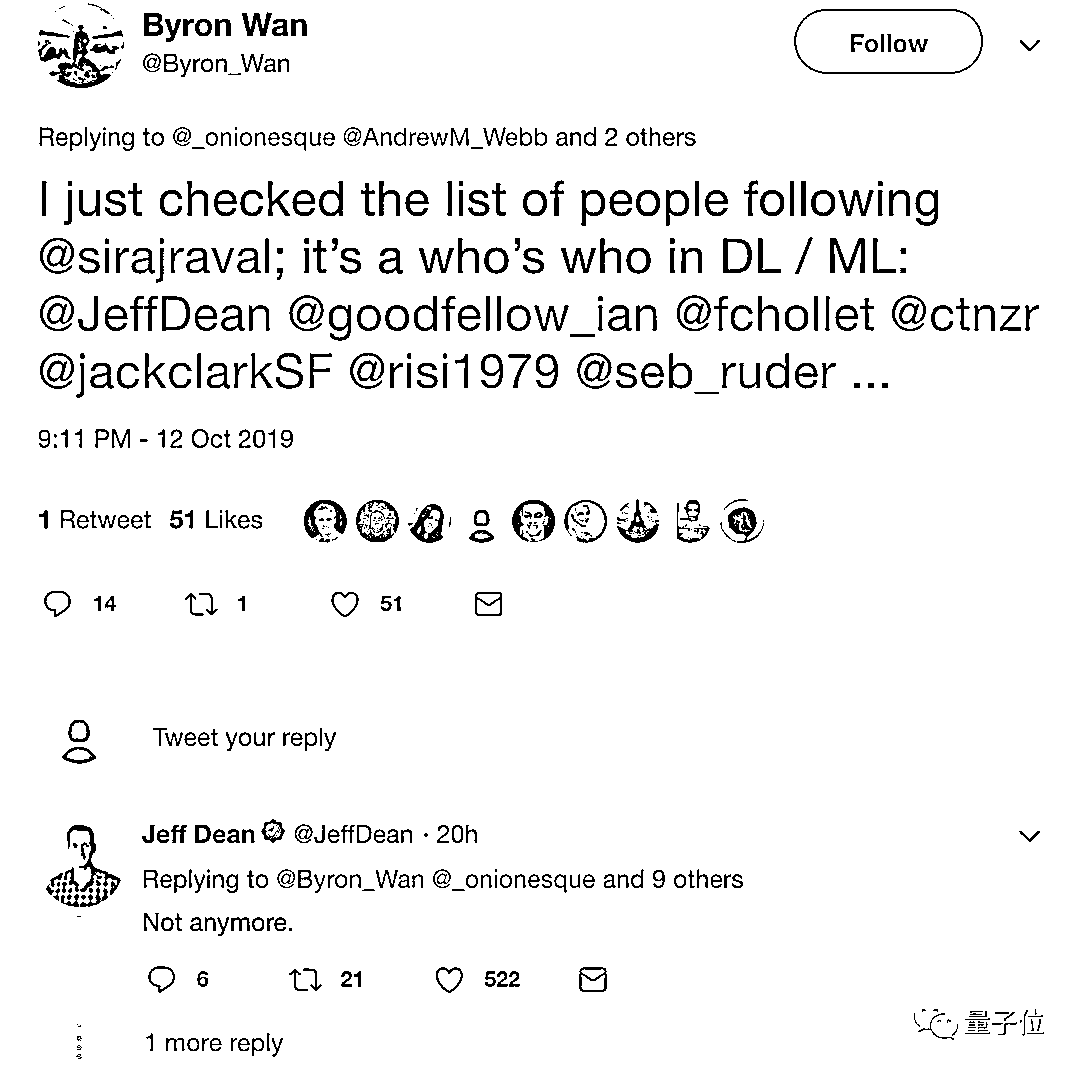 Byron Wan
@Byron_Wan
Follow
Replying to @_onionesque @AndrewM_Webb and 2 others
I just checked the list of people following
@sirajraval; it’s a who’s who in DL / ML:
@JeffDean @goodfellow_ian @fchollet @ctnzr
@jackclarkSF @risi1979 @seb_ruder ...
9:11 PM - 12 Oct 2019
1 Retweet 51 Likes
14 1 51
Tweet your reply
Jeff Dean @JeffDean · 20h
Replying to @Byron_Wan @_onionesque and 9 others
Not anymore.
6 21 522
量子位
1 more reply